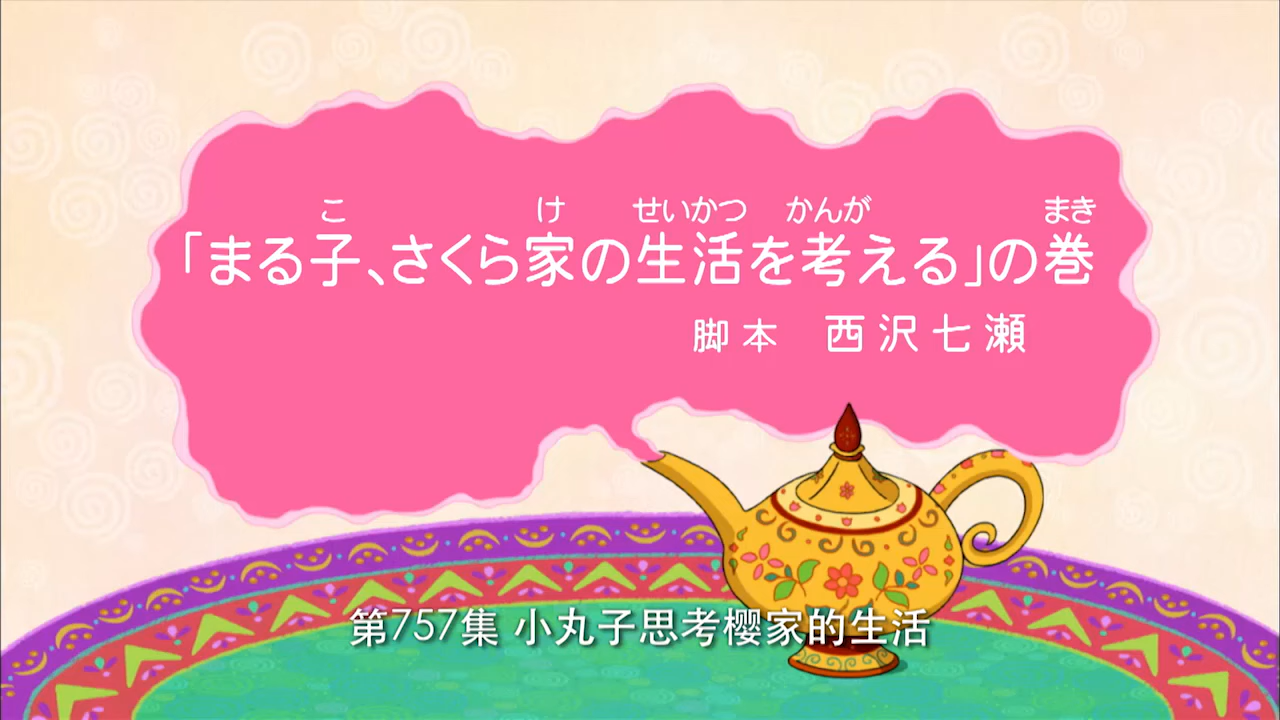 こ け せいかつ かんが まき
「まる子、さくら家の生活を考える」の巻
脚本 西沢七瀬
第757集 小丸子思考樱家的生活